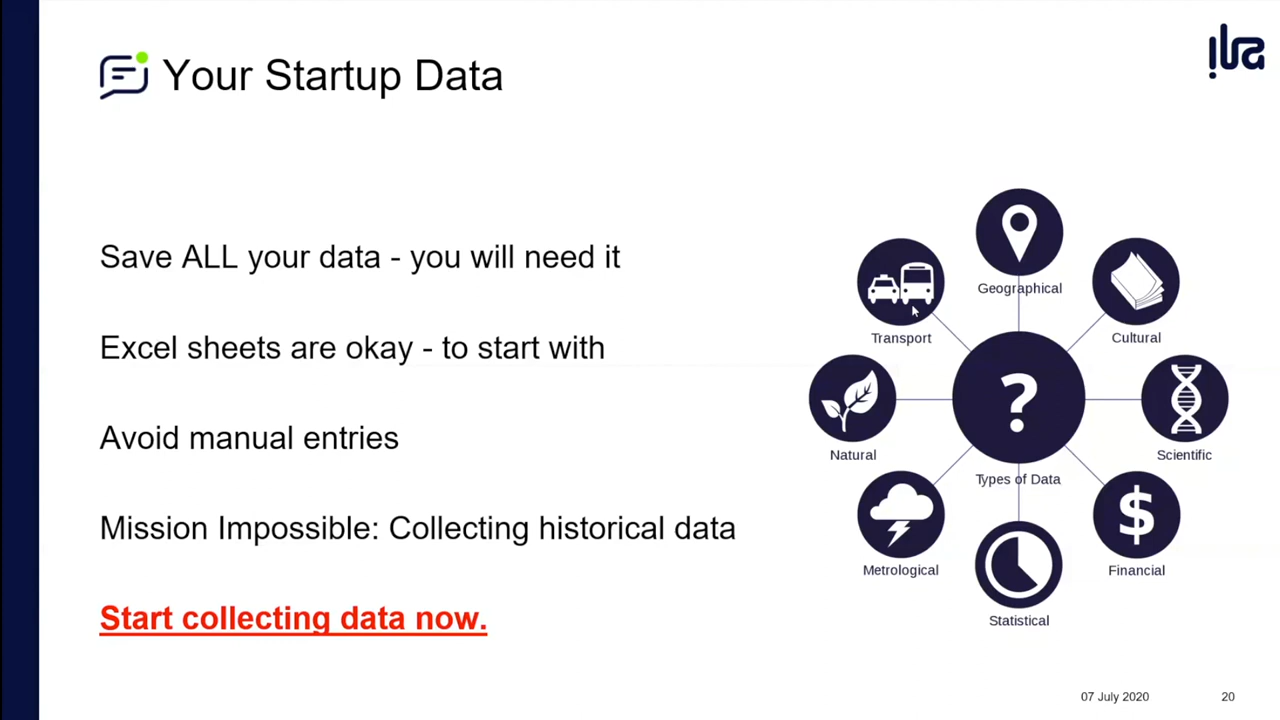 Your Startup Data
Save ALL your data - you will need it
Excel sheets are okay - to start with
Avoid manual entries
Mission Impossible: Collecting historical data
Start collecting data now.
Geographical
Transport
Cultural
?
Natural
Scientific
Types of Data
$
Metrological
Financial
Statistical
07 July 2020
20